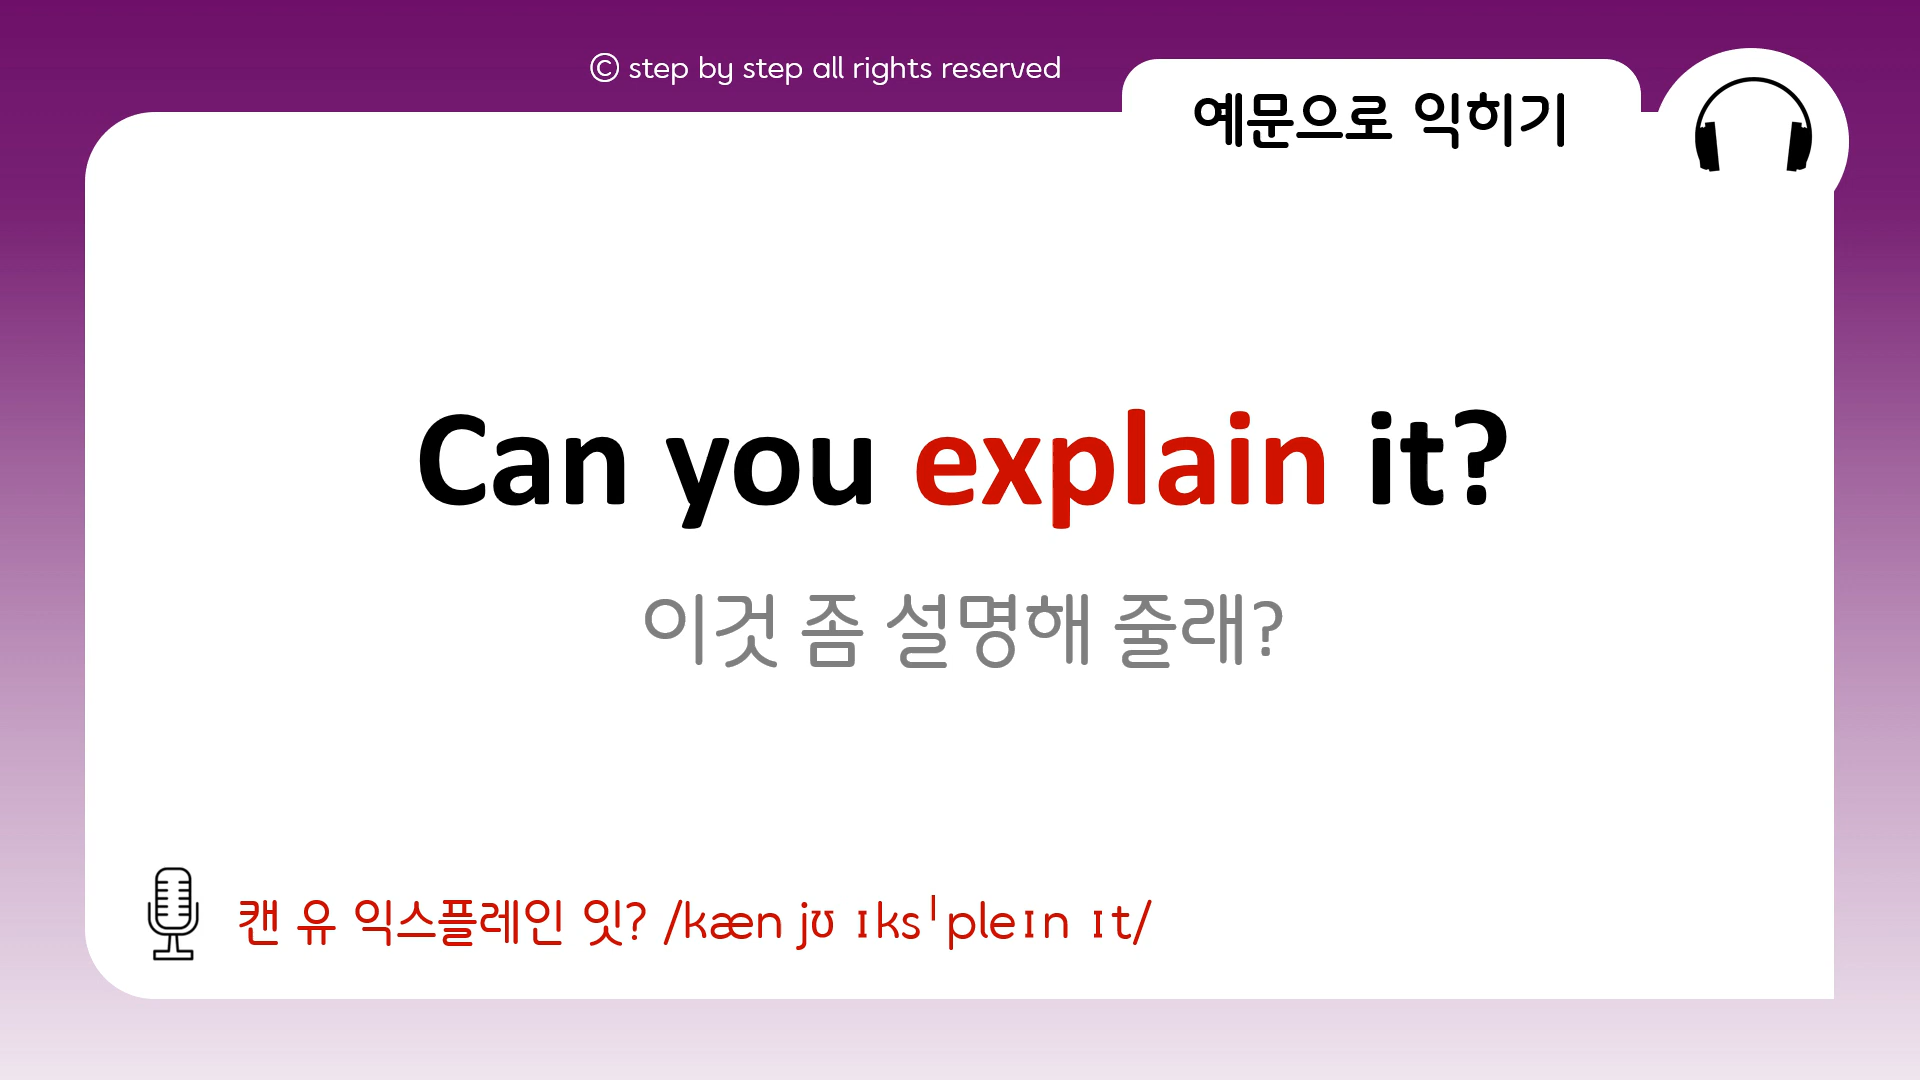 © step by step all rights reserved
예문으로 익히기
Can you explain it?
이것 좀 설명해 줄래?
캔 유 익스플레인 잇? /kæn jʊ ɪksˈpleɪn ɪt/